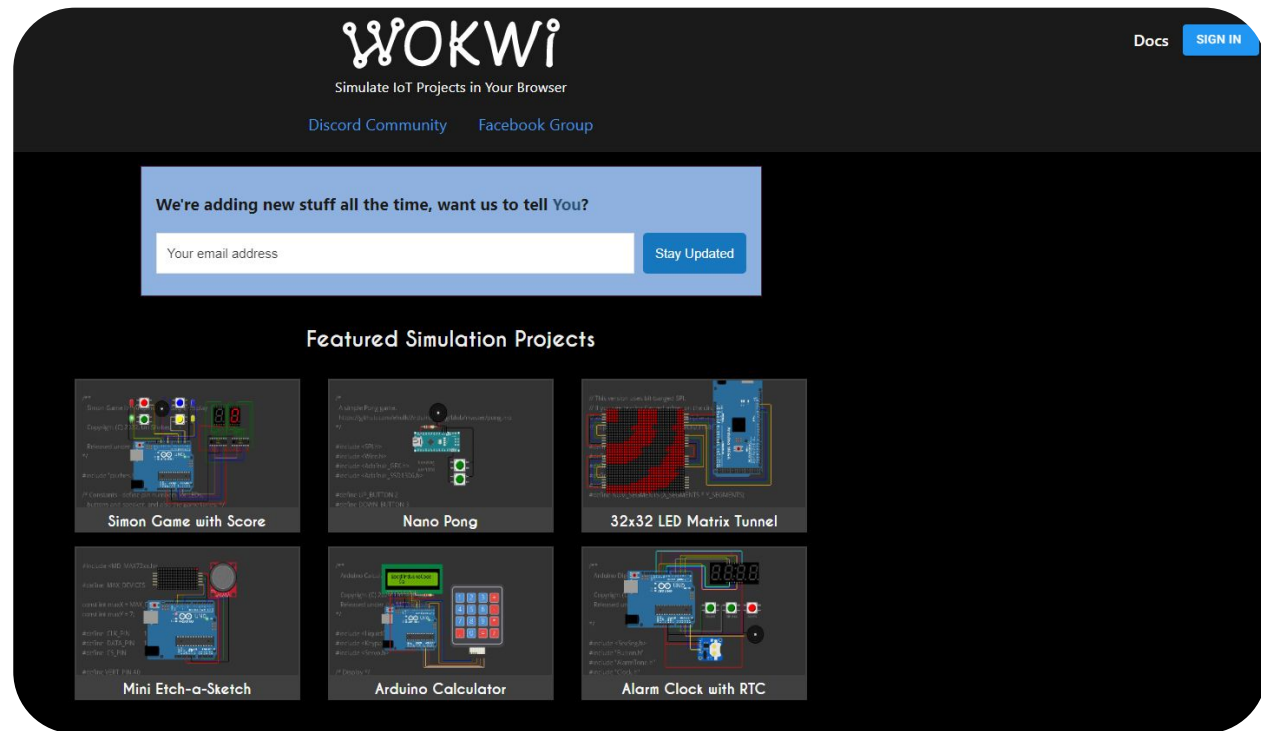 WOKWi
Docs
SIGN IN
Simulate IoT Projects in Your Browser
Discord Community Facebook Group
We're adding new stuff all the time, want us to tell You?
Your email address
Stay Updated
Featured Simulation Projects
Simon Game with Score
Nano Pong
32x32 LED Matrix Tunnel
Mini Etch-a-Sketch
Arduino Calculator
Alarm Clock with RTC